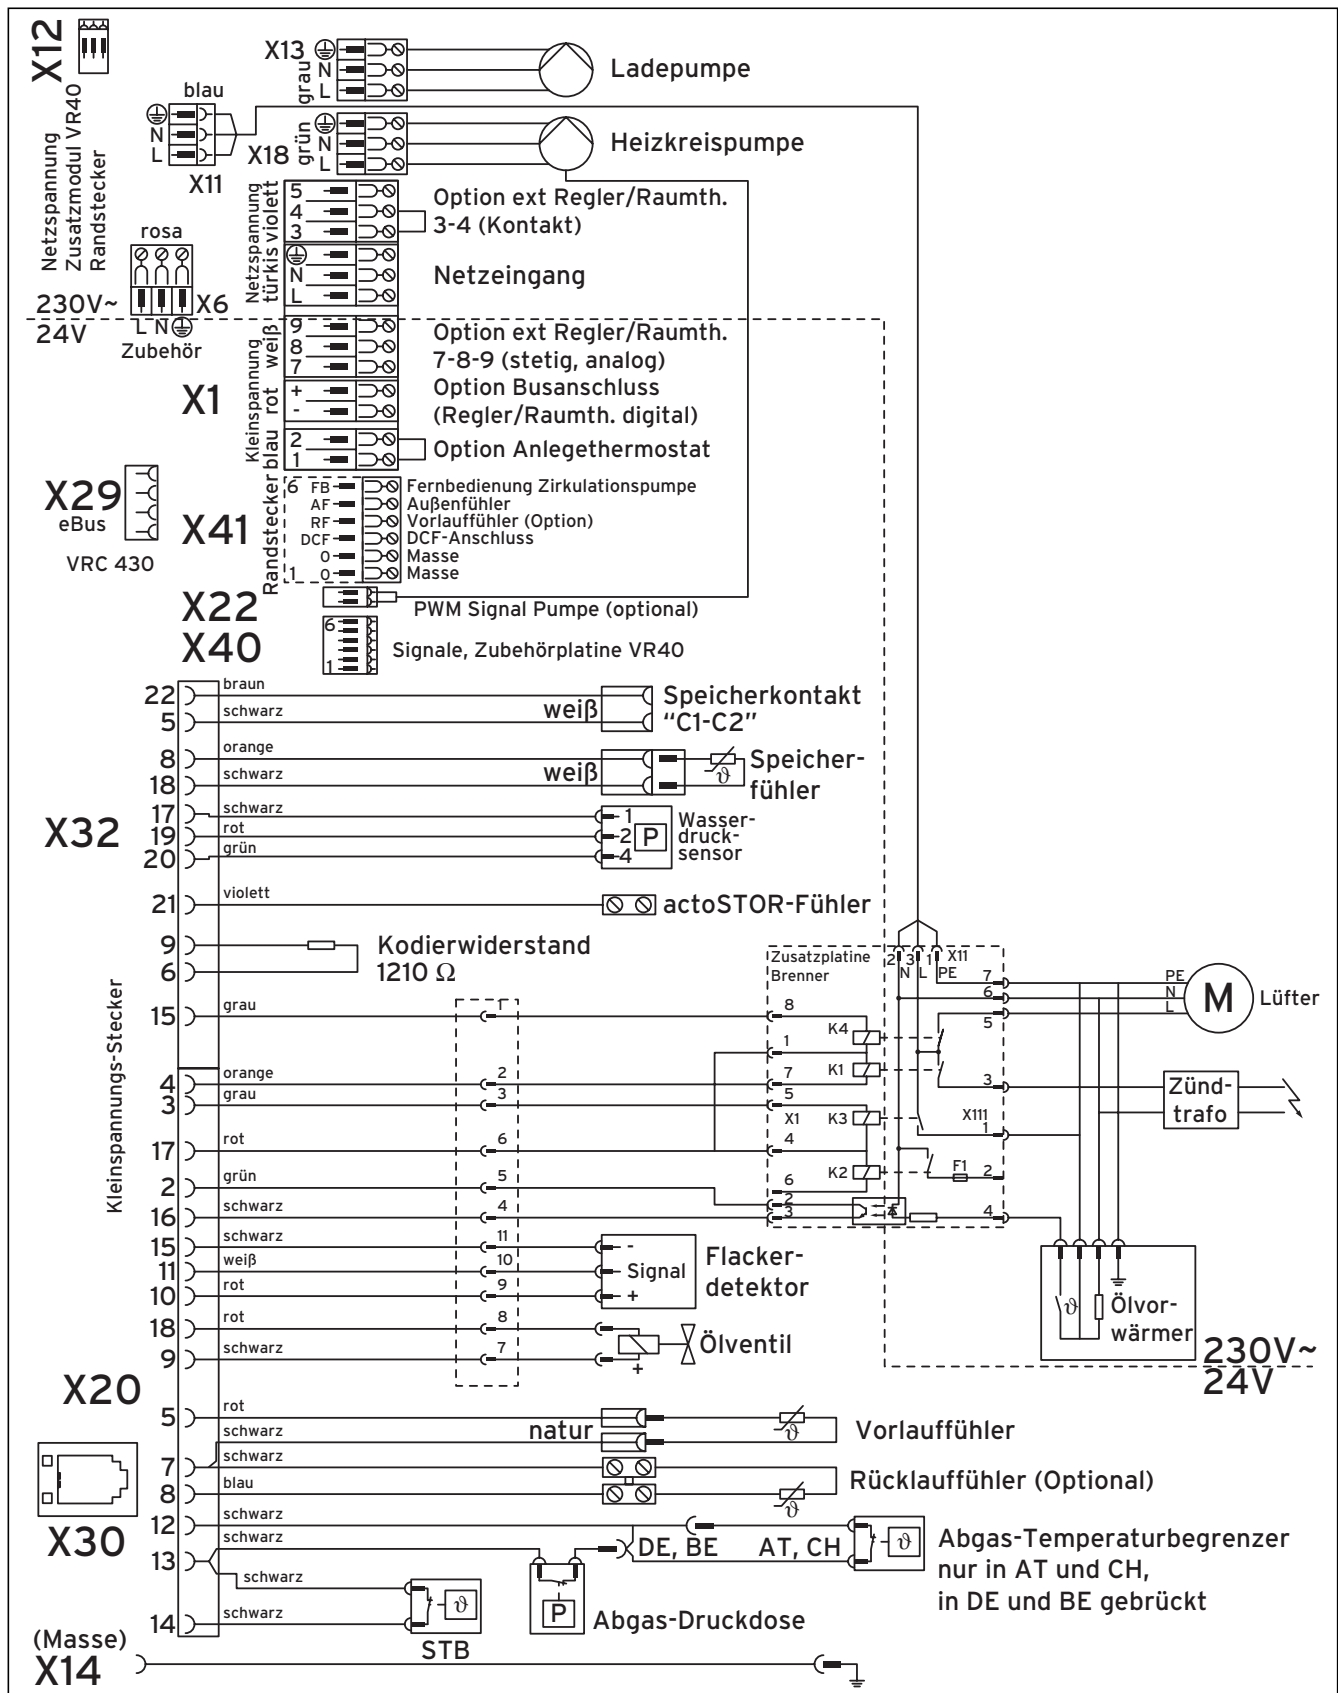 X12
Netzspannung
Zusatzmodul VR40
Randstecker
blau
N
L
X11
X13
grau
N
L
Ladepumpe
X18
grün
N
L
Heizkreispumpe
Netzspannung
türkis violett
5
4
3
Option ext Regler/Raumth.
3-4 (Kontakt)
N
L
Netzeingang
rosa
X6
L N
Zubehör
230V~
24V
X1
Kleinspannung
blau rot weiß
9
8
7
Option ext Regler/Raumth.
7-8-9 (stetig, analog)
+
-
Option Busanschluss
(Regler/Raumth. digital)
2
1
Option Anlegethermostat
X29
eBus
VRC 430
X41
Randstecker
6 FB Fernbedienung Zirkulationspumpe
AF Außenfühler
RF Vorlauffühler (Option)
DCF DCF-Anschluss
0 Masse
1 0 Masse
X22
PWM Signal Pumpe (optional)
X40
6
1
Signale, Zubehörplatine VR40
X32
22 braun
5 schwarz
weiß
Speicherkontakt
“C1-C2”
8 orange
18 schwarz
weiß
ϑ
Speicher-
fühler
17 schwarz 1
19 rot 2
20 grün 4
P
Wasser-
druck-
sensor
21 violett
actoSTOR-Fühler
9
6
Kodierwiderstand
1210 Ω
Kleinspannungs-Stecker
15 grau 1 8
4 orange 2 7
3 grau 3 5
17 rot 6 4
2 grün 5 2
16 schwarz 4 3
1
6
Zusatzplatine
Brenner
2 3 1 X11
N L PE
K4
K1
X1
K3
K2
7
6
5
3
X111
1
F1 2
4
PE
N
L
M
Lüfter
Zünd-
trafo
ϑ
Ölvor-
wärmer
15 schwarz 11 -
11 weiß 10 Signal
10 rot 9 +
Flacker-
detektor
18 rot 8
9 schwarz 7
+
Ölventil
230V~
24V
X20
5 rot
schwarz
natur
ϑ
Vorlauffühler
7 schwarz
8 blau
ϑ
Rücklauffühler (Optional)
X30
12 schwarz
13 schwarz
DE, BE AT, CH
ϑ
Abgas-Temperaturbegrenzer
nur in AT und CH,
in DE und BE gebrückt
schwarz
14 schwarz
ϑ
STB
P
Abgas-Druckdose
(Masse)
X14